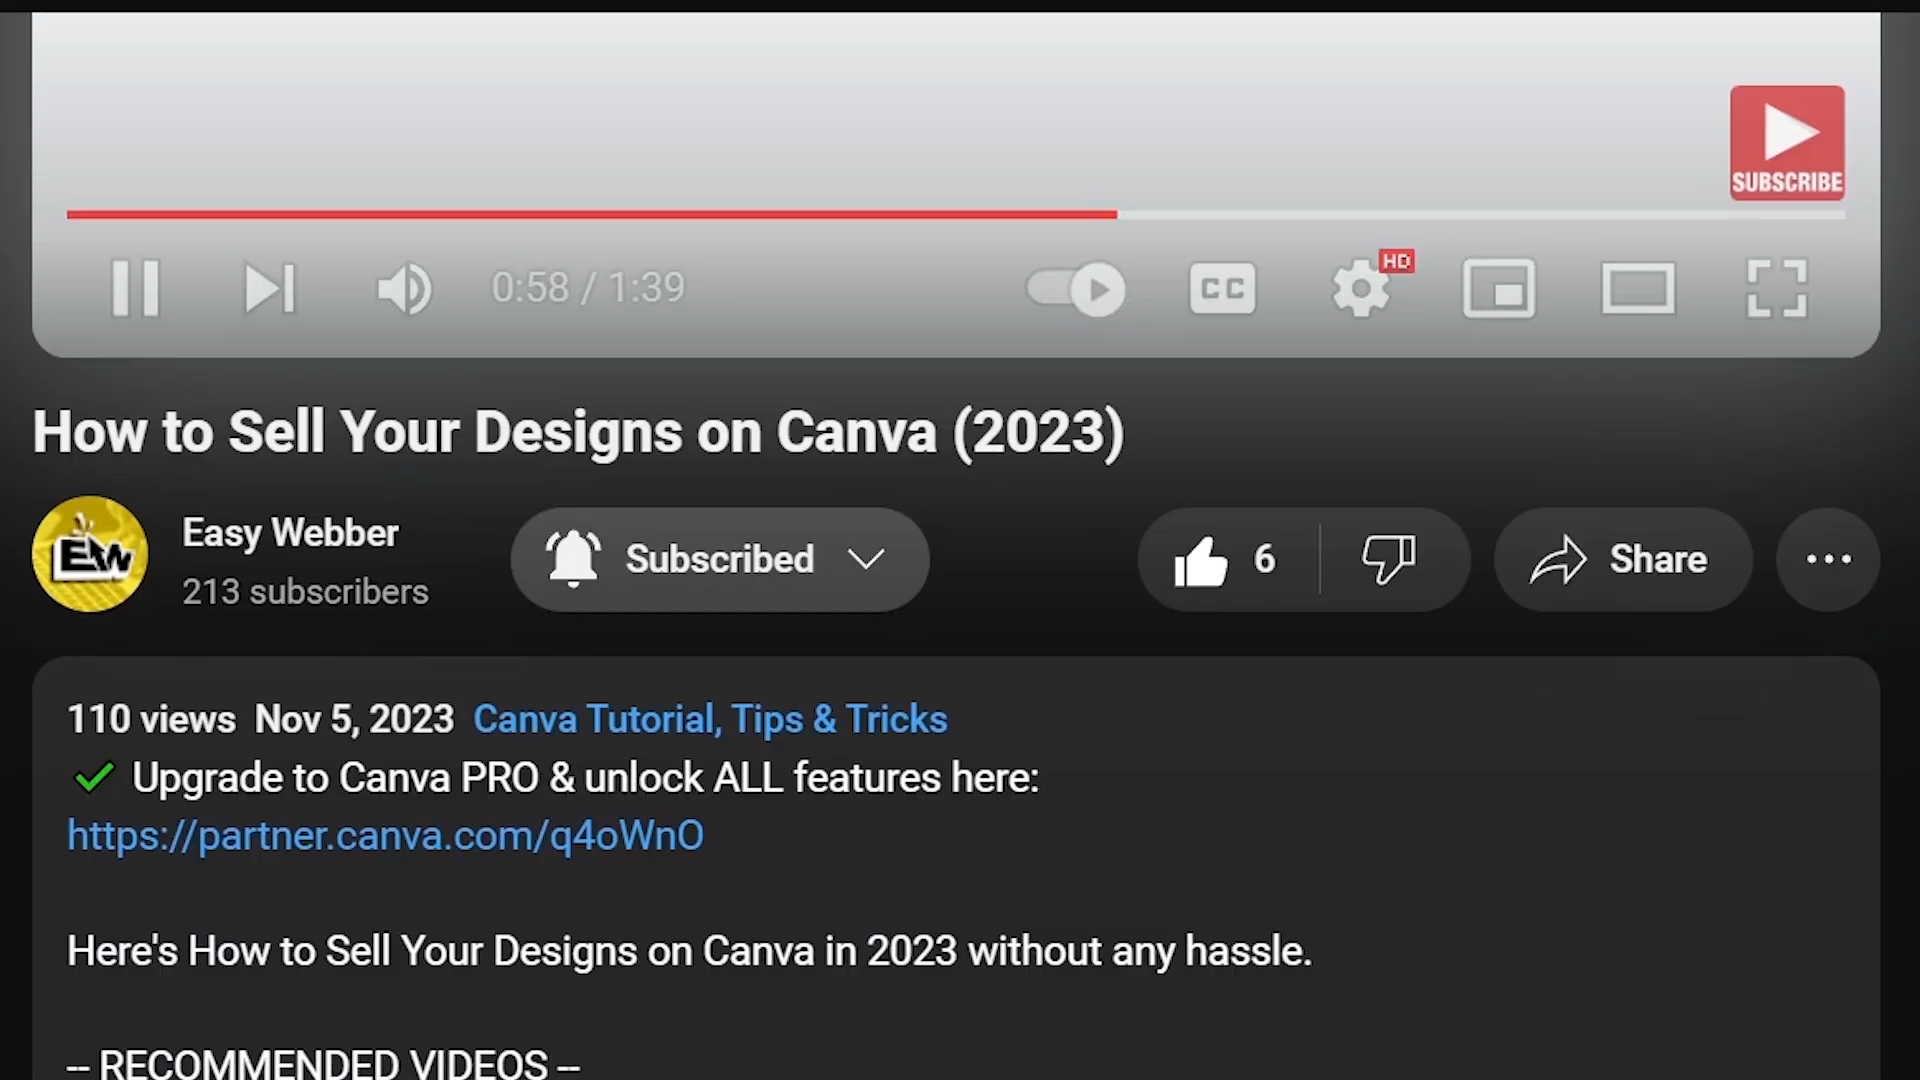 SUBSCRIBE
0:58 / 1:39
CC
HD
How to Sell Your Designs on Canva (2023)
EW
Easy Webber
213 subscribers
Subscribed
6
Share
110 views Nov 5, 2023 Canva Tutorial, Tips & Tricks
Upgrade to Canva PRO & unlock ALL features here:
https://partner.canva.com/q4oWnO
Here's How to Sell Your Designs on Canva in 2023 without any hassle.
-- RECOMMENDED VIDEOS --